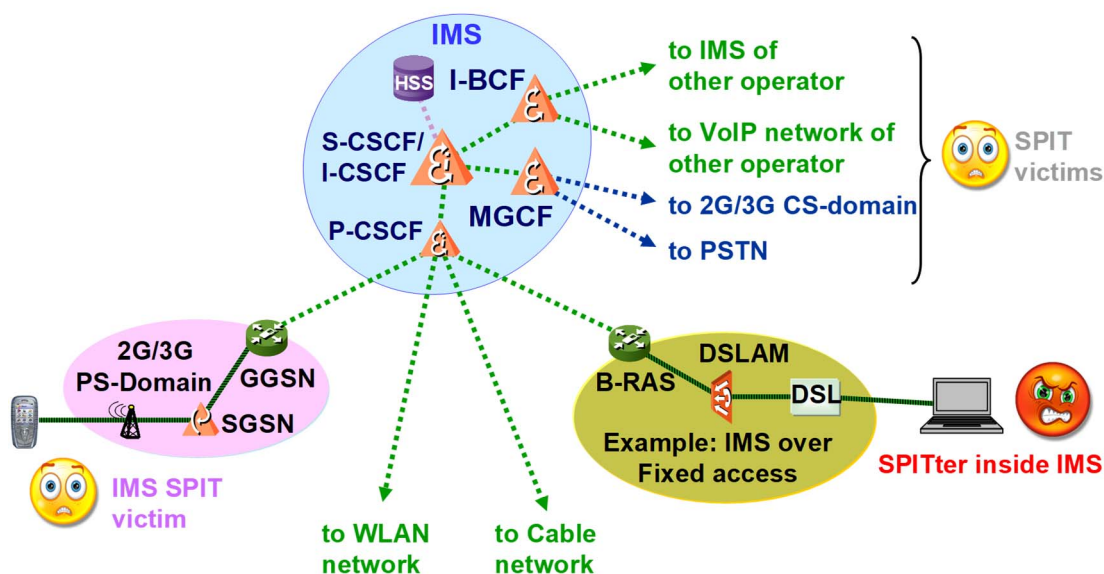 IMS
HSS
I-BCF
S-CSCF/
I-CSCF
MGCF
P-CSCF
to IMS of
other operator
to VoIP network of
other operator
to 2G/3G CS-domain
to PSTN
SPIT
victims
2G/3G
PS-Domain
GGSN
SGSN
IMS SPIT
victim
to WLAN
network
to Cable
network
DSLAM
B-RAS
DSL
Example: IMS over
Fixed access
SPITter inside IMS